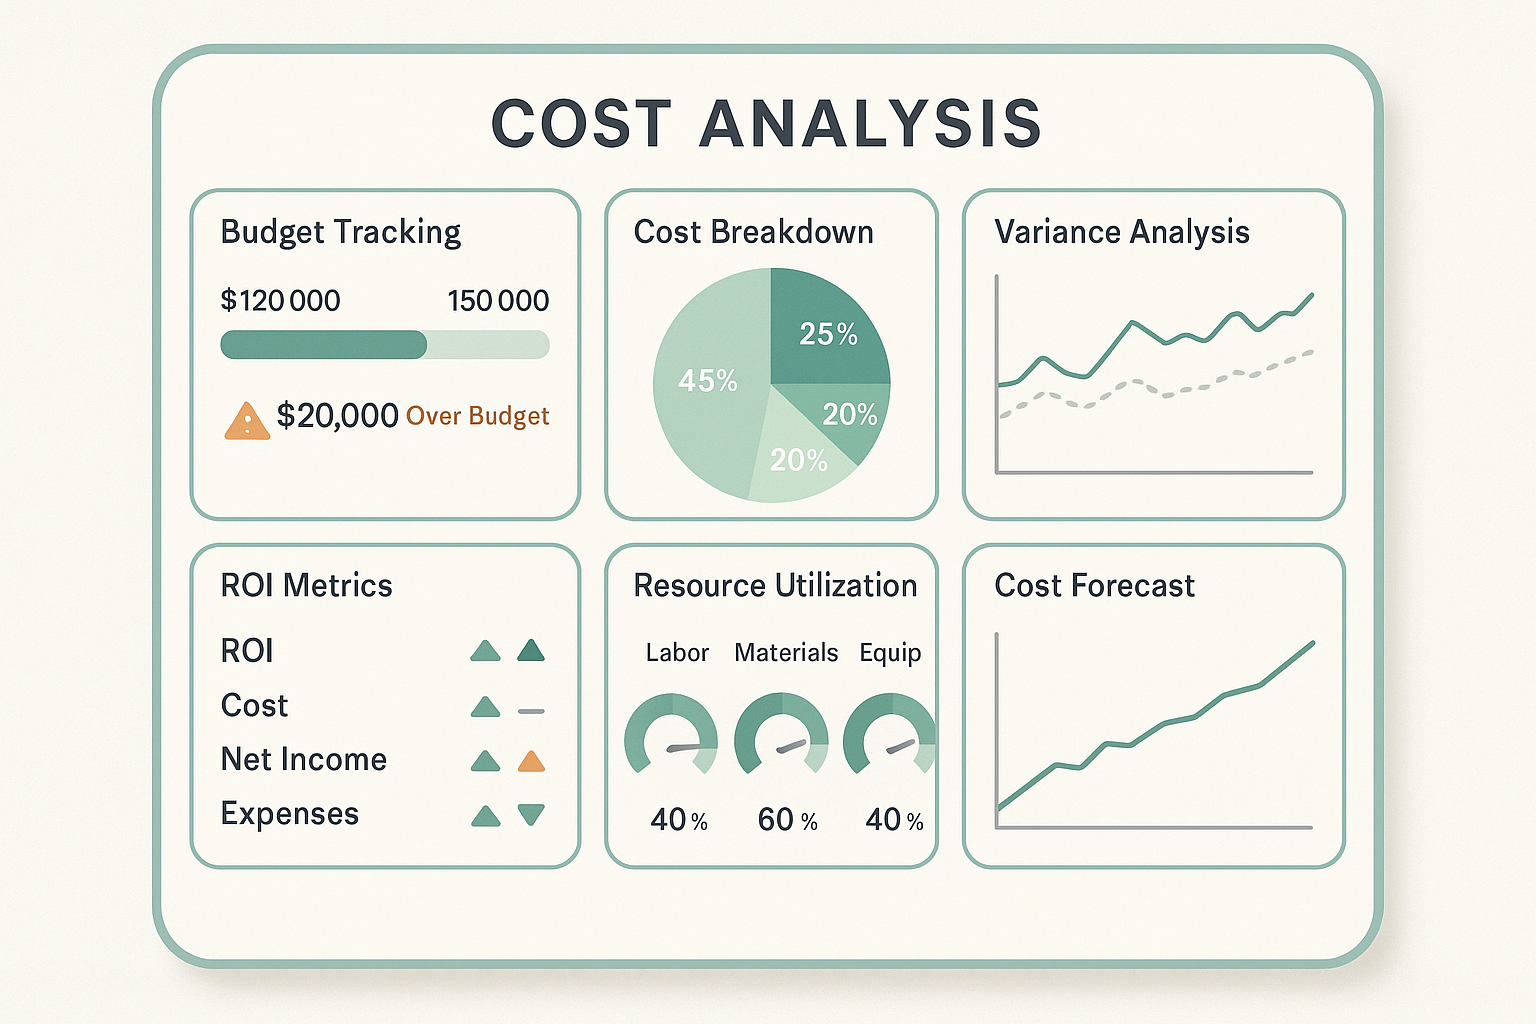 COST ANALYSIS
Budget Tracking
$120 000 150 000
$20,000 Over Budget
Cost Breakdown
25%
45%
20%
20%
Variance Analysis
ROI Metrics
ROI
Cost
Net Income
Expenses
Resource Utilization
Labor Materials Equip
40 % 60 % 40 %
Cost Forecast